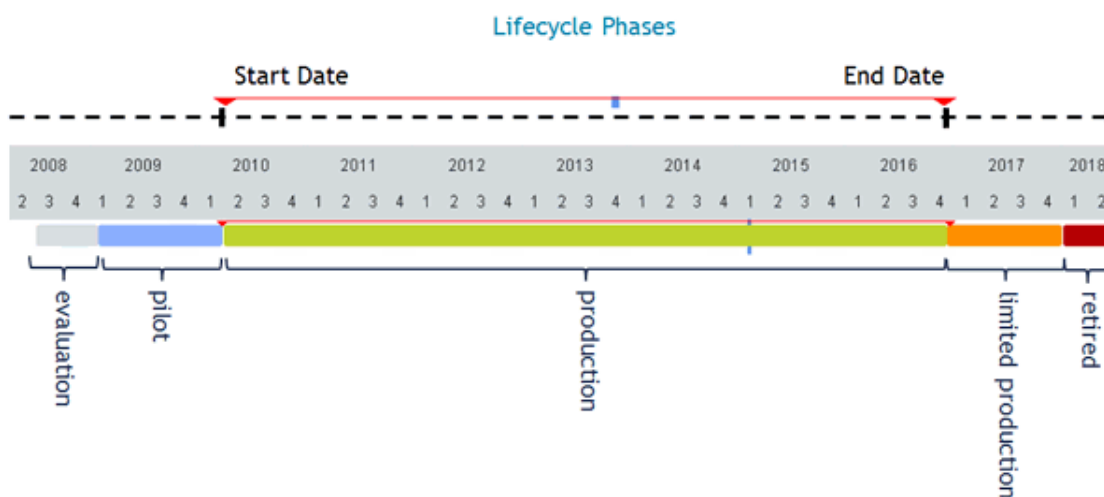 Lifecycle Phases
Start Date End Date
2008 2009 2010 2011 2012 2013 2014 2015 2016 2017 2018
2 3 4 1 2 3 4 1 2 3 4 1 2 3 4 1 2 3 4 1 2 3 4 1 2 3 4 1 2 3 4 1 2 3 4 1 2 3 4 1 2
evaluation
pilot
production
limited production
retired